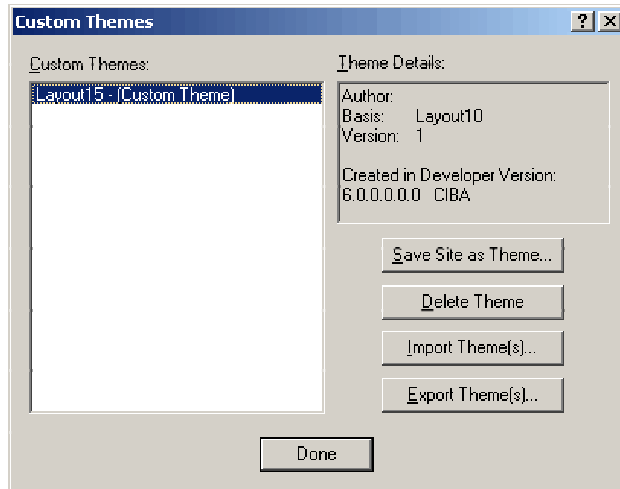 Custom Themes
Custom Themes:
Layout15 - (Custom Theme)
Theme Details:
Author:
Basis: Layout10
Version: 1
Created in Developer Version:
6.0.0.0.0 CIBA
Save Site as Theme...
Delete Theme
Import Theme(s)...
Export Theme(s)...
Done